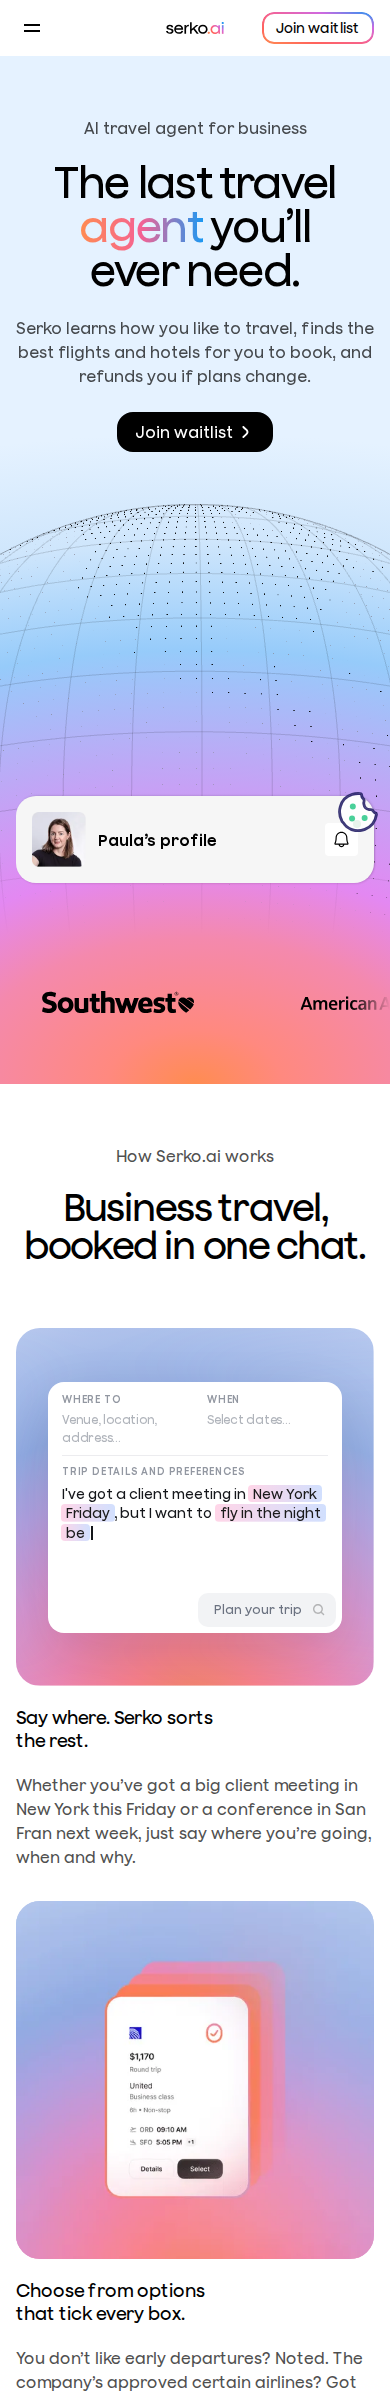 serko.ai
Join waitlist
AI travel agent for business
The last travel
agent you’ll
ever need.
Serko learns how you like to travel, finds the
best flights and hotels for you to book, and
refunds you if plans change.
Join waitlist
Paula’s profile
Southwest
American A
How Serko.ai works
Business travel,
booked in one chat.
WHERE TO
WHEN
Venue, location,
address...
Select dates...
TRIP DETAILS AND PREFERENCES
I've got a client meeting in New York
Friday, but I want to fly in the night
be
Plan your trip
Say where. Serko sorts
the rest.
Whether you’ve got a big client meeting in
New York this Friday or a conference in San
Fran next week, just say where you’re going,
when and why.
$1,170
Round trip
United
Business class
8h • Non-stop
ORD 09:10 AM
SFO 5:05 PM +1
Details
Select
Choose from options
that tick every box.
You don’t like early departures? Noted. The
company’s approved certain airlines? Got